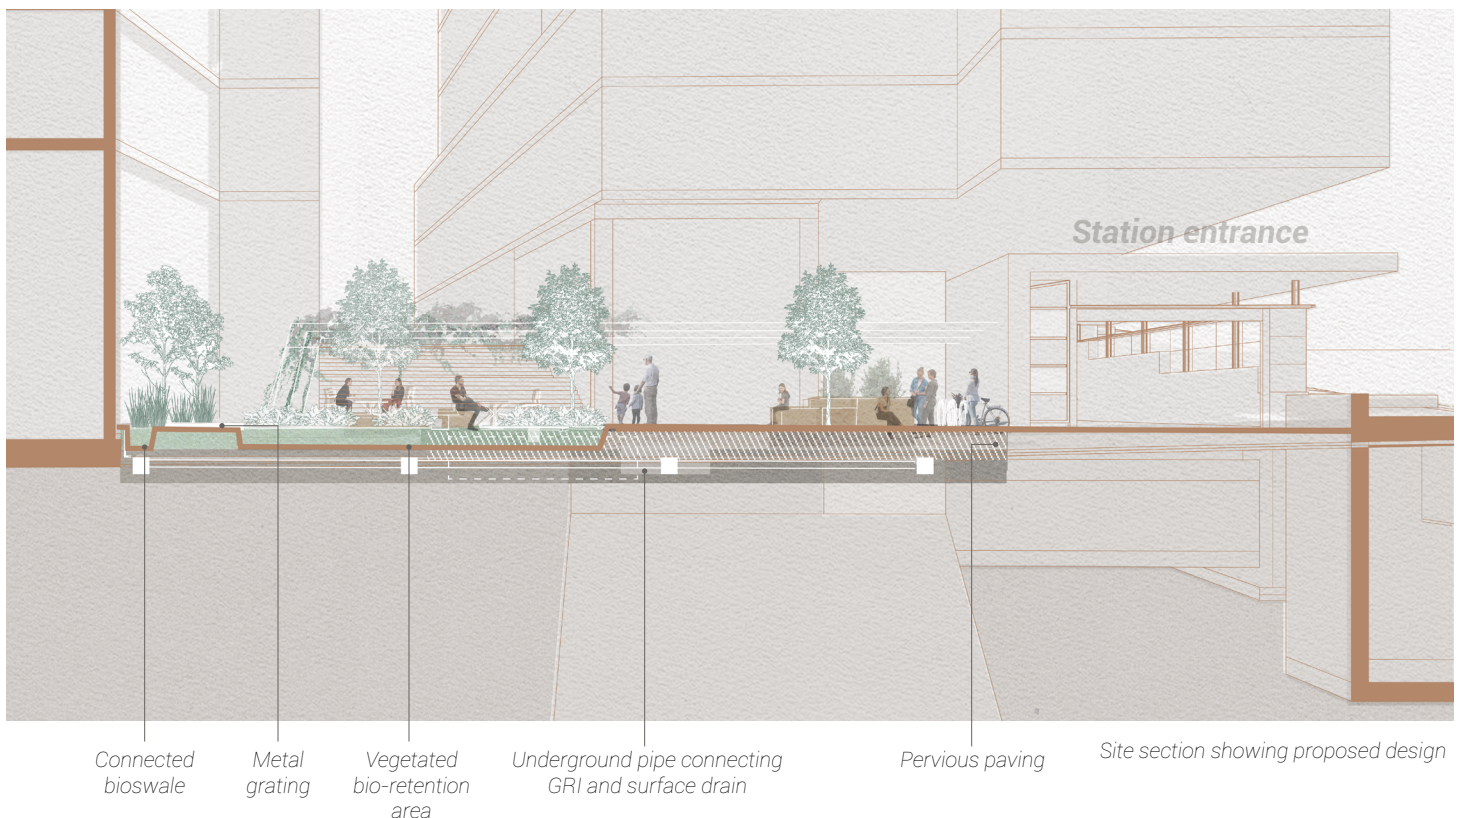 Station entrance
Connected
bioswale
Metal
grating
Vegetated
bio-retention
area
Underground pipe connecting
GRI and surface drain
Pervious paving
Site section showing proposed design